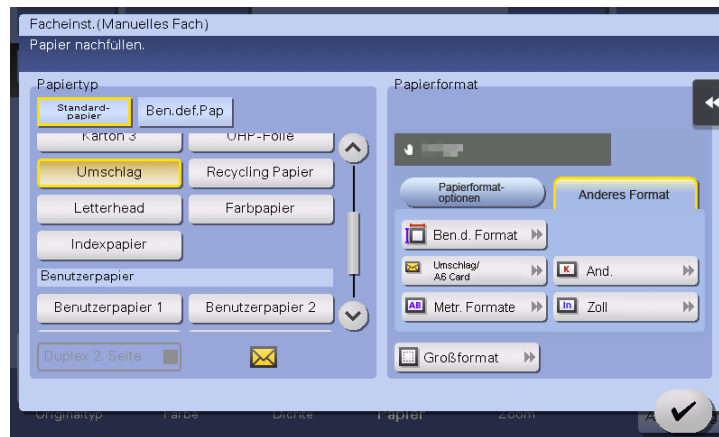 Facheinst.(Manuelles Fach)
Papier nachfüllen.
Papiertyp
Standard-
papier
Ben.def.Pap
Karton 3
OHP-Folie
Umschlag
Recycling Papier
Letterhead
Farbpapier
Indexpapier
Benutzerpapier
Benutzerpapier 1
Benutzerpapier 2
Duplex 2. Seite
Papierformat
Papierformat-
optionen
Anderes Format
Ben.d. Format
Umschlag/
A6 Card
K And.
AB Metr. Formate
In Zoll
Großformat
Originaltyp
Farbe
Dichte
Papier
Zoom